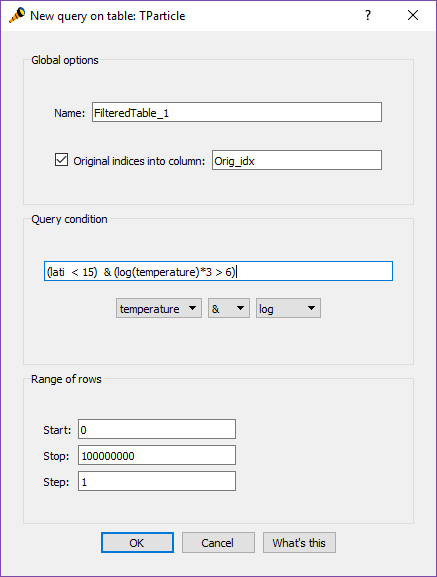 New query on table: TParticle ?
Global options
Name: FilteredTable_1
Original indices into column: Orig_idx
Query condition
(lati  < 15)  & (log(temperature)*3 > 6)
temperature & log
Range of rows
Start: 0
Stop: 100000000
Step: 1
OK Cancel What's this